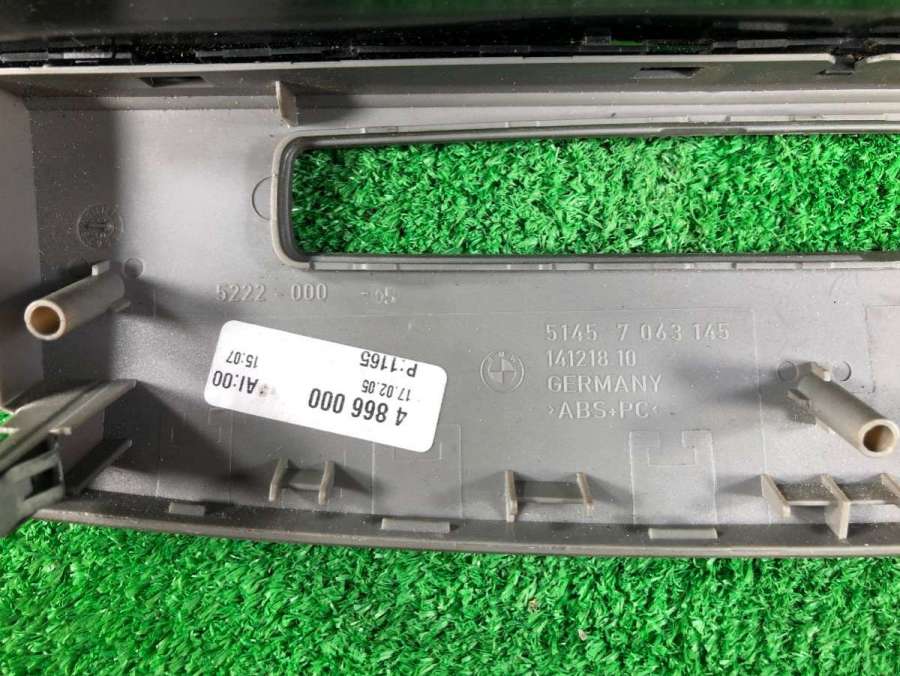 5222-000 -05
5145 7 063 145
141218 10
GERMANY
>ABS+PC<
4 866 000
17.02.05 P:1165
AI:00
15:07